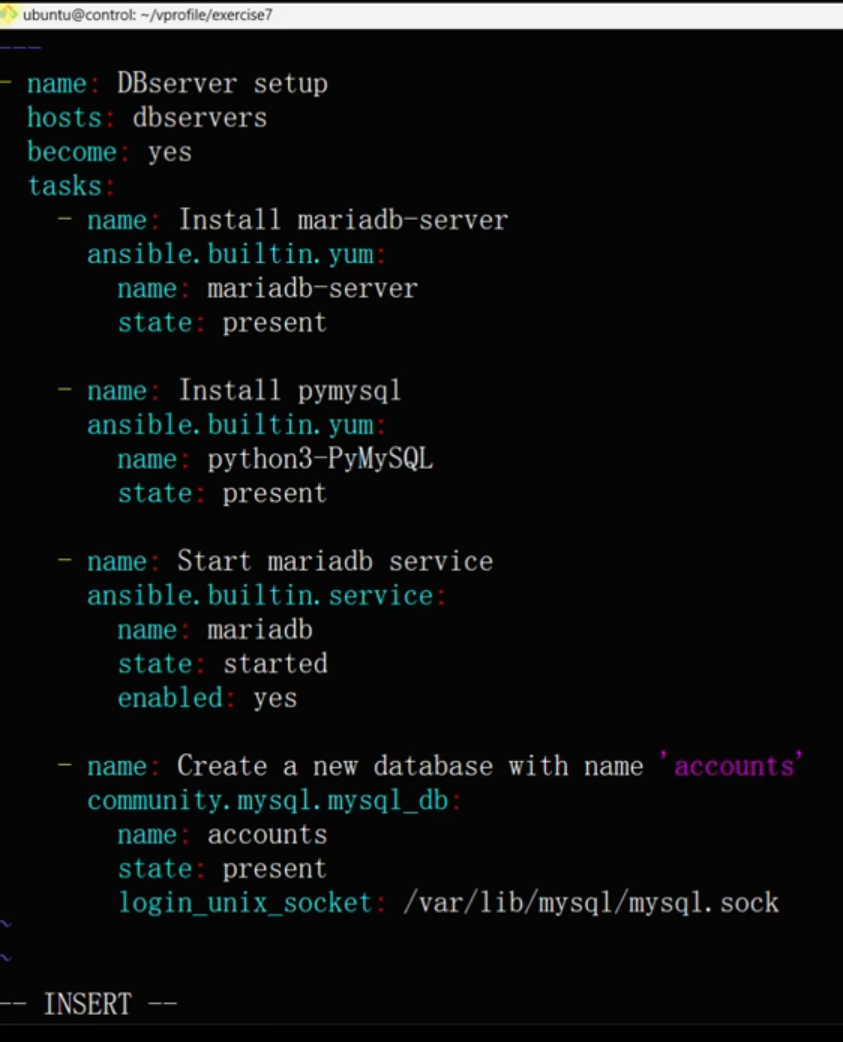 ubuntu@control: ~/vprofile/exercise7
---
- name: DBserver setup
  hosts: dbservers
  become: yes
  tasks:
    - name: Install mariadb-server
      ansible.builtin.yum:
        name: mariadb-server
        state: present

    - name: Install pymysql
      ansible.builtin.yum:
        name: python3-PyMySQL
        state: present

    - name: Start mariadb service
      ansible.builtin.service:
        name: mariadb
        state: started
        enabled: yes

    - name: Create a new database with name 'accounts'
      community.mysql.mysql_db:
        name: accounts
        state: present
        login_unix_socket: /var/lib/mysql/mysql.sock
~
~
-- INSERT --